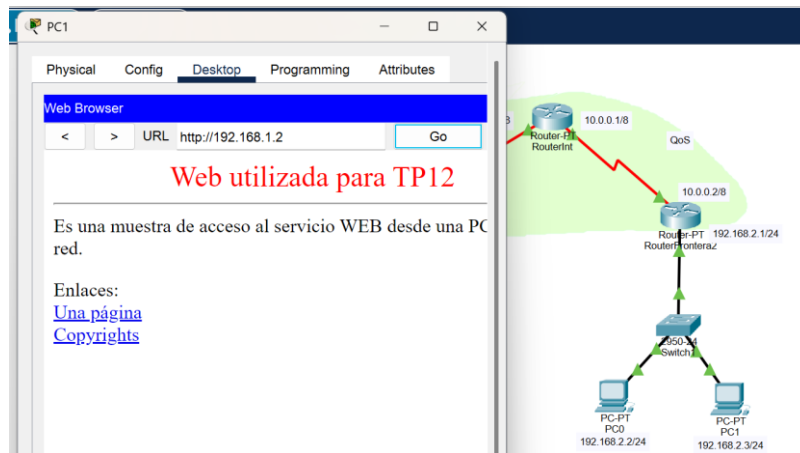 PC1
Physical Config Desktop Programming Attributes
Web Browser
< > URL http://192.168.1.2 Go
Web utilizada para TP12
Es una muestra de acceso al servicio WEB desde una PC
red.
Enlaces:
Una página
Copyrights
8
10.0.0.1/8
Router-PT
RouterInt
QoS
10.0.0.2/8
Router-PT
RouterFrontera2
192.168.2.1/24
2950-24
Switch1
PC-PT
PC0
192.168.2.2/24
PC-PT
PC1
192.168.2.3/24